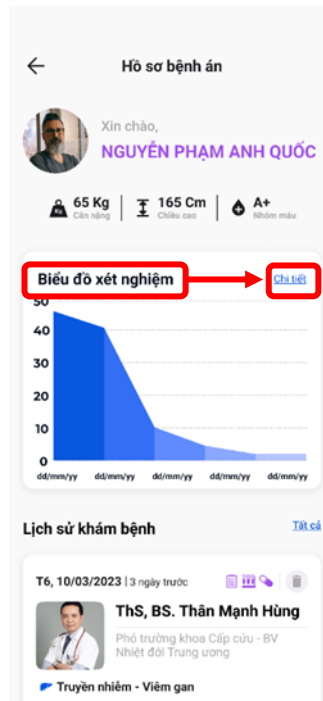 Hồ sơ bệnh án
Xin chào,
NGUYỄN PHẠM ANH QUỐC
65 Kg
Cân nặng
165 Cm
Chiều cao
A+
Nhóm máu
Biểu đồ xét nghiệm
Chi tiết
50
40
30
20
10
0
dd/mm/yy dd/mm/yy dd/mm/yy dd/mm/yy dd/mm/yy
Lịch sử khám bệnh
Tất cả
T6, 10/03/2023 | 3 ngày trước
ThS, BS. Thân Mạnh Hùng
Phó trường khoa Cấp cứu - BV
Nhiệt đới Trung ương
Truyền nhiễm - Viêm gan